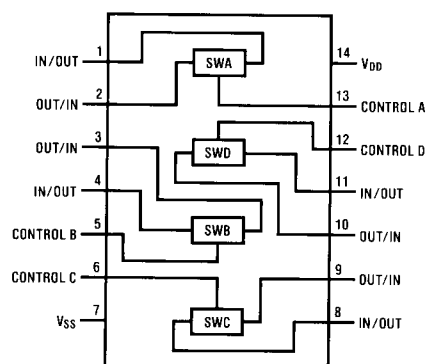 1
IN/OUT
2
OUT/IN
3
OUT/IN
4
IN/OUT
5
CONTROL B
6
CONTROL C
7
VSS
SWA
SWD
SWB
SWC
14
VDD
13
CONTROL A
12
CONTROL D
11
IN/OUT
10
OUT/IN
9
OUT/IN
8
IN/OUT